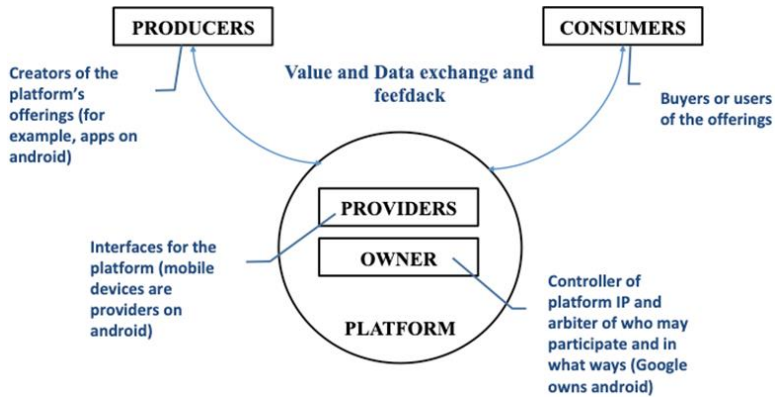 PRODUCERS
CONSUMERS
Creators of the
platform's
offerings (for
example, apps on
android)
Value and Data exchange and
feefdack
Buyers or users
of the offerings
PROVIDERS
OWNER
PLATFORM
Interfaces for the
platform (mobile
devices are
providers on
android)
Controller of
platform IP and
arbiter of who may
participate and in
what ways (Google
owns android)